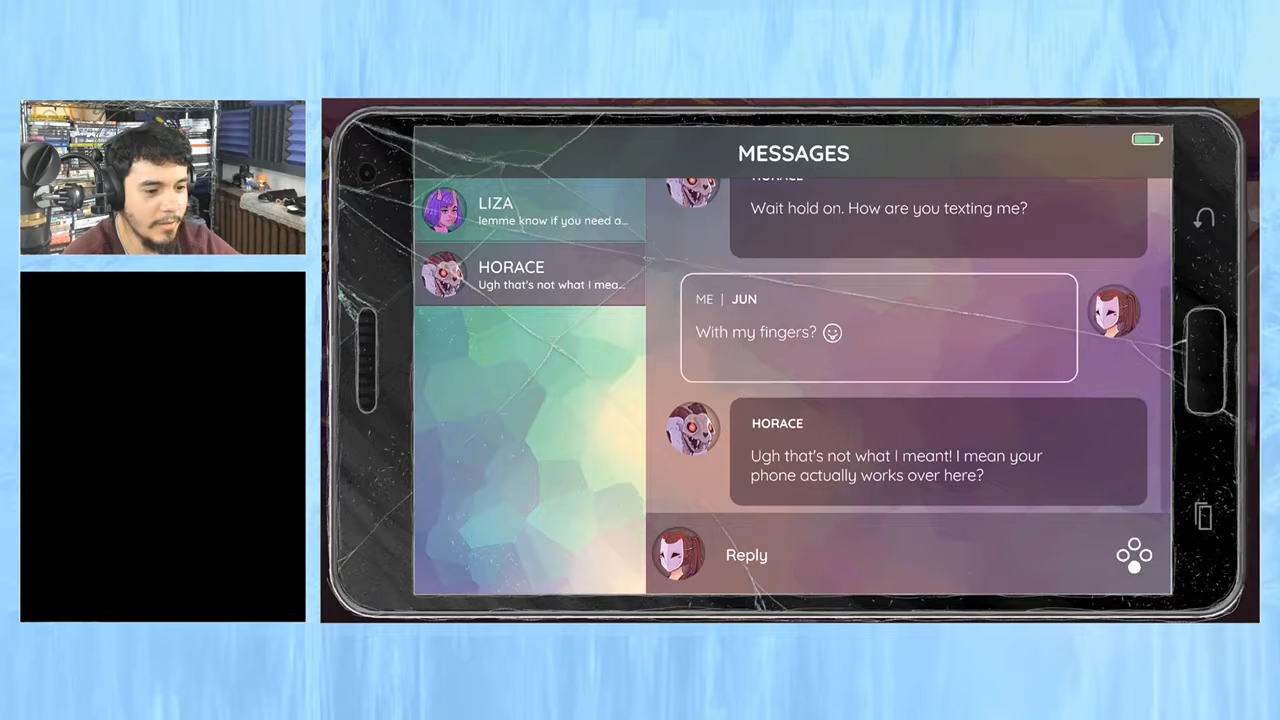 MESSAGES
LIZA
lemme know if you need a...
HORACE
Ugh that's not what I mea...
HORACE
Wait hold on. How are you texting me?
ME | JUN
With my fingers?
HORACE
Ugh that's not what I meant! I mean your
phone actually works over here?
Reply